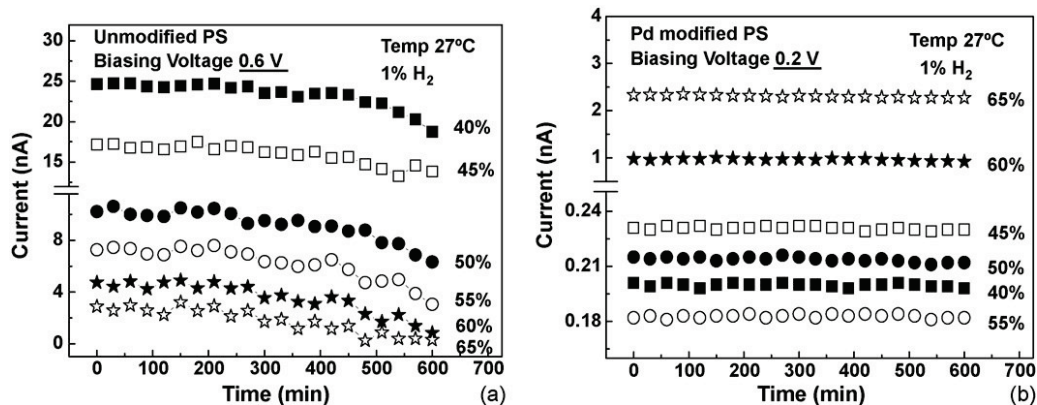 Unmodified PS
Biasing Voltage 0.6 V
Temp 27ºC
1% H2
Current (nA)
30
25
20
15
8
4
0
40%
45%
50%
55%
60%
65%
0 100 200 300 400 500 600 700
Time (min)
(a)
Pd modified PS
Biasing Voltage 0.2 V
Temp 27ºC
1% H2
Current (nA)
4
3
2
1
0.24
0.21
0.18
65%
60%
45%
50%
40%
55%
0 100 200 300 400 500 600 700
Time (min)
(b)